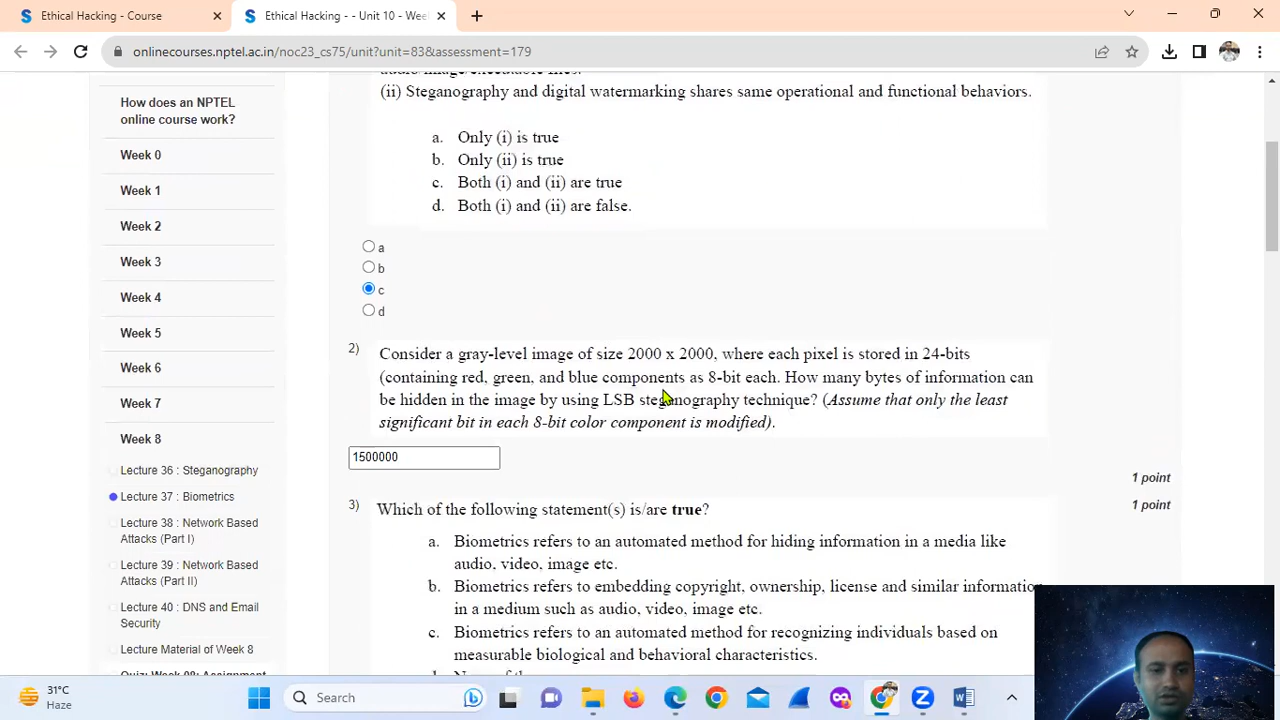 Ethical Hacking - Course
Ethical Hacking - - Unit 10 - Wee
onlinecourses.nptel.ac.in/noc23_cs75/unit?unit=83&assessment=179
How does an NPTEL
online course work?
Week 0
Week 1
Week 2
Week 3
Week 4
Week 5
Week 6
Week 7
Week 8
Lecture 36 : Steganography
Lecture 37 : Biometrics
Lecture 38 : Network Based
Attacks (Part I)
Lecture 39 : Network Based
Attacks (Part II)
Lecture 40 : DNS and Email
Security
Lecture Material of Week 8
Quiz: Week 08: Assignment
audio/image/executable files.
(ii) Steganography and digital watermarking shares same operational and functional behaviors.
a. Only (i) is true
b. Only (ii) is true
c. Both (i) and (ii) are true
d. Both (i) and (ii) are false.
a
b
c
d
2) Consider a gray-level image of size 2000 x 2000, where each pixel is stored in 24-bits
(containing red, green, and blue components as 8-bit each. How many bytes of information can
be hidden in the image by using LSB steganography technique? (Assume that only the least
significant bit in each 8-bit color component is modified).
1500000
1 point
3) Which of the following statement(s) is/are true?
1 point
a. Biometrics refers to an automated method for hiding information in a media like
audio, video, image etc.
b. Biometrics refers to embedding copyright, ownership, license and similar information
in a medium such as audio, video, image etc.
c. Biometrics refers to an automated method for recognizing individuals based on
measurable biological and behavioral characteristics.
31°C
Haze
Search